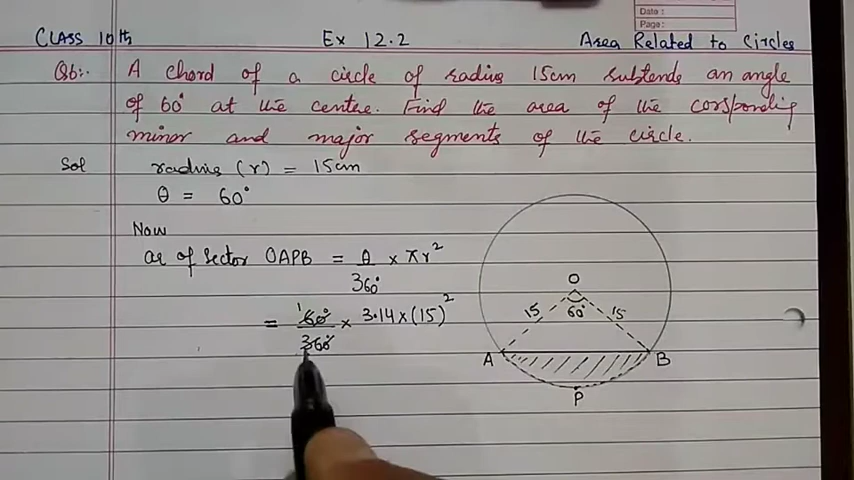 Date :
Page :
CLASS 10th Ex 12.2 Area Related to Circles
Q6:- A chord of a circle of radius 15cm subtends an angle
of 60° at the centre. Find the area of the corsponding
minor and major segments of the circle.
Sol radius (r) = 15cm
θ = 60°
Now
ar of Sector OAPB = θ/360° × πr²
= 60°/360° × 3.14×(15)²
1
O
15 60° 15
A B
P